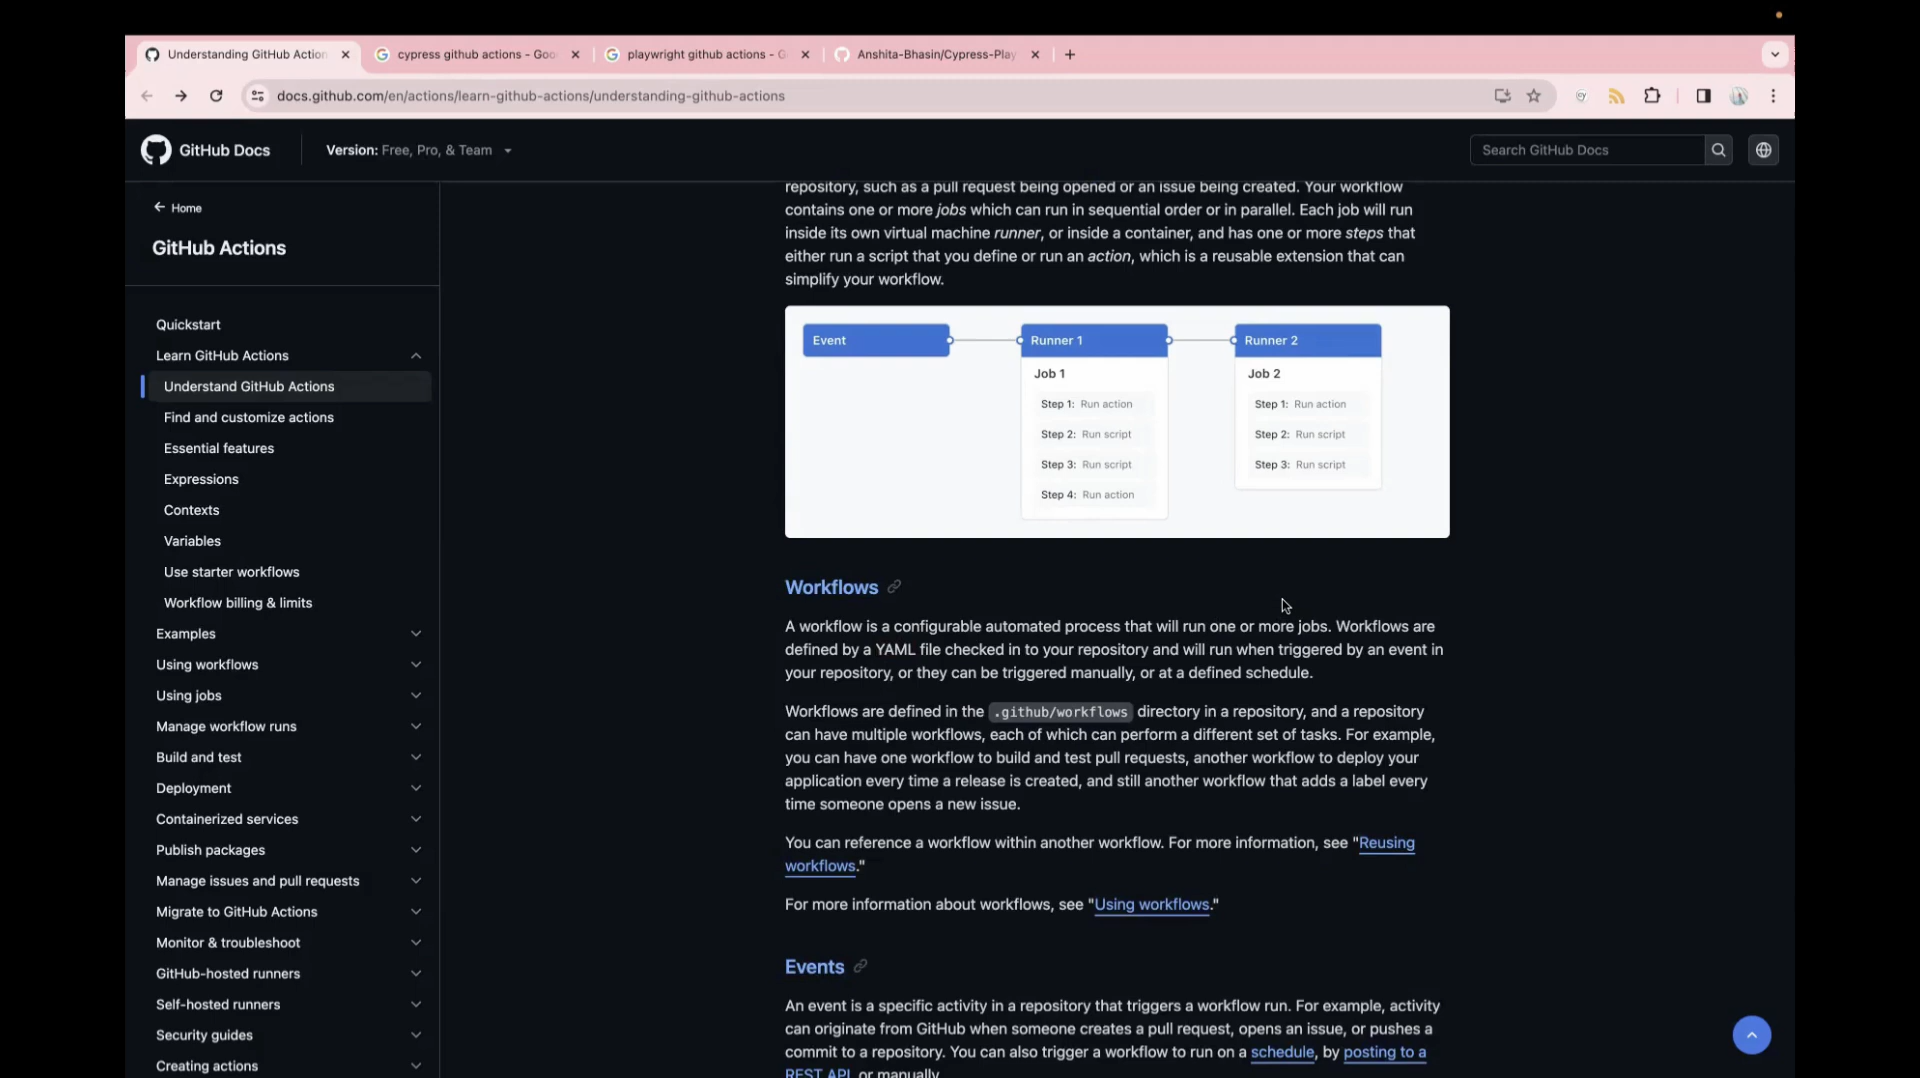 Understanding GitHub Action
cypress github actions - Goo
playwright github actions - G
Anshita-Bhasin/Cypress-Play
docs.github.com/en/actions/learn-github-actions/understanding-github-actions
GitHub Docs
Version: Free, Pro, & Team
Search GitHub Docs
Home
GitHub Actions
Quickstart
Learn GitHub Actions
Understand GitHub Actions
Find and customize actions
Essential features
Expressions
Contexts
Variables
Use starter workflows
Workflow billing & limits
Examples
Using workflows
Using jobs
Manage workflow runs
Build and test
Deployment
Containerized services
Publish packages
Manage issues and pull requests
Migrate to GitHub Actions
Monitor & troubleshoot
GitHub-hosted runners
Self-hosted runners
Security guides
Creating actions
repository, such as a pull request being opened or an issue being created. Your workflow
contains one or more jobs which can run in sequential order or in parallel. Each job will run
inside its own virtual machine runner, or inside a container, and has one or more steps that
either run a script that you define or run an action, which is a reusable extension that can
simplify your workflow.
Event
Runner 1
Job 1
Step 1: Run action
Step 2: Run script
Step 3: Run script
Step 4: Run action
Runner 2
Job 2
Step 1: Run action
Step 2: Run script
Step 3: Run script
Workflows
A workflow is a configurable automated process that will run one or more jobs. Workflows are
defined by a YAML file checked in to your repository and will run when triggered by an event in
your repository, or they can be triggered manually, or at a defined schedule.
Workflows are defined in the .github/workflows directory in a repository, and a repository
can have multiple workflows, each of which can perform a different set of tasks. For example,
you can have one workflow to build and test pull requests, another workflow to deploy your
application every time a release is created, and still another workflow that adds a label every
time someone opens a new issue.
You can reference a workflow within another workflow. For more information, see "Reusing
workflows."
For more information about workflows, see "Using workflows."
Events
An event is a specific activity in a repository that triggers a workflow run. For example, activity
can originate from GitHub when someone creates a pull request, opens an issue, or pushes a
commit to a repository. You can also trigger a workflow to run on a schedule, by posting to a
REST API, or manually.